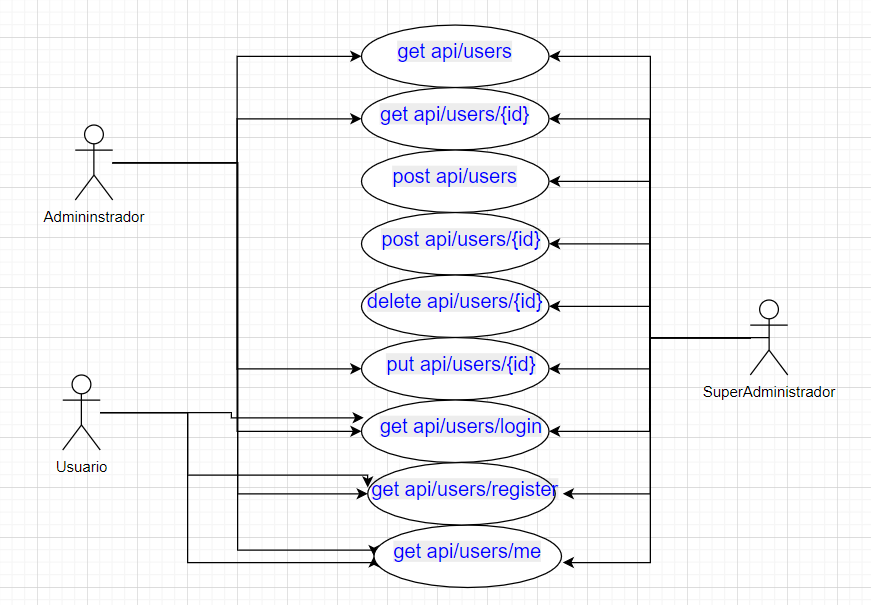 get api/users
get api/users/{id}
post api/users
post api/users/{id}
delete api/users/{id}
put api/users/{id}
get api/users/login
get api/users/register
get api/users/me
Admininstrador
Usuario
SuperAdministrador